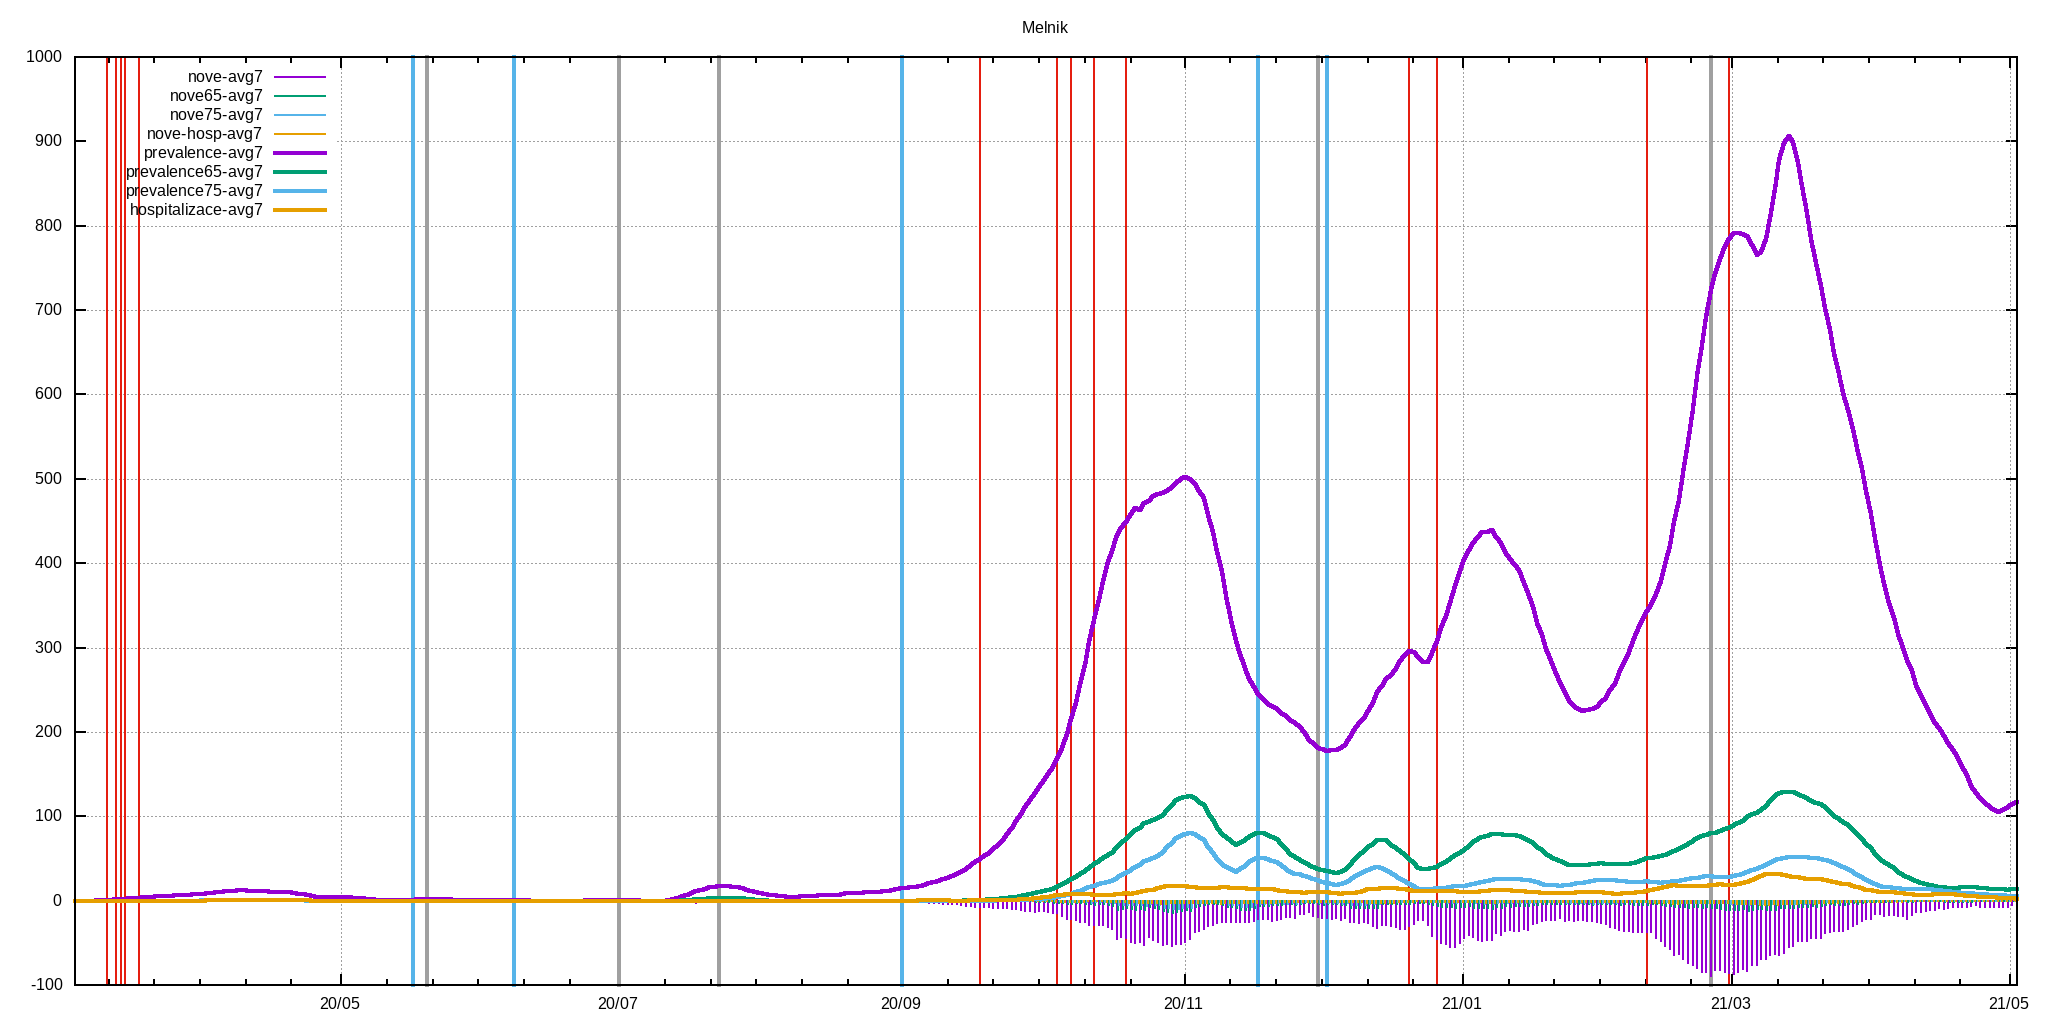 Melnik
1000
900
800
700
600
500
400
300
200
100
0
-100
nove-avg7
nove65-avg7
nove75-avg7
nove-hosp-avg7
prevalence-avg7
prevalence65-avg7
prevalence75-avg7
hospitalizace-avg7
20/05 20/07 20/09 20/11 21/01 21/03 21/05